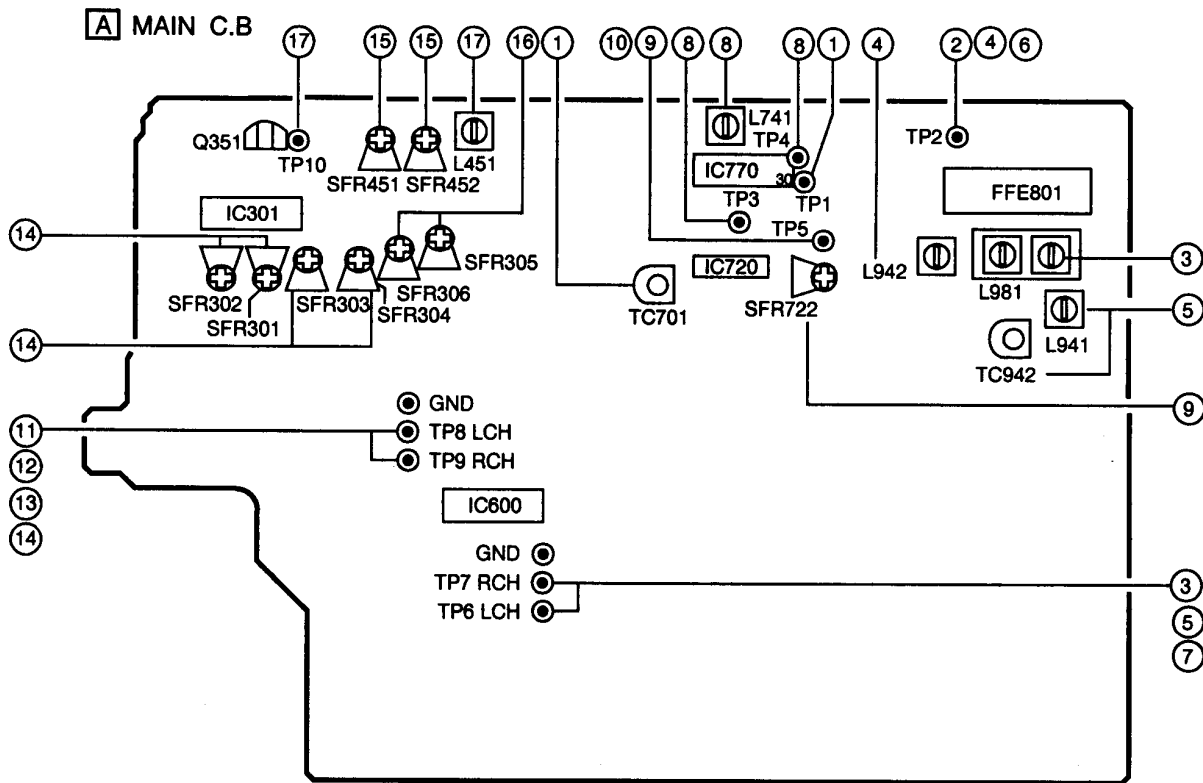 A MAIN C.B
17 15 15 17 16 1 10 9 8 8 8 1 4 2 4 6
Q351
TP10
SFR451
SFR452
L451
L741
TP4
IC770
30
TP1
TP3
TP5
TP2
FFE801
IC301
14
SFR302
SFR301
SFR303
SFR304
SFR306
SFR305
TC701
IC720
SFR722
L942
L981
3
L941
5
TC942
14
9
GND
11
TP8 LCH
12
TP9 RCH
13
14
IC600
GND
TP7 RCH
3
TP6 LCH
5
7